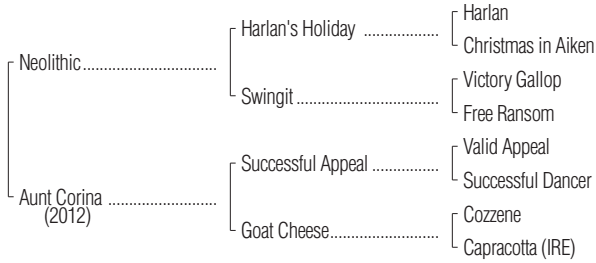 Harlan
Harlan's Holiday ..................
Christmas in Aiken
Neolithic................................
Victory Gallop
Swingit ..................................
Free Ransom
Valid Appeal
Successful Appeal ................
Successful Dancer
Aunt Corina ..........................
(2012)
Cozzene
Goat Cheese..........................
Capracotta (IRE)